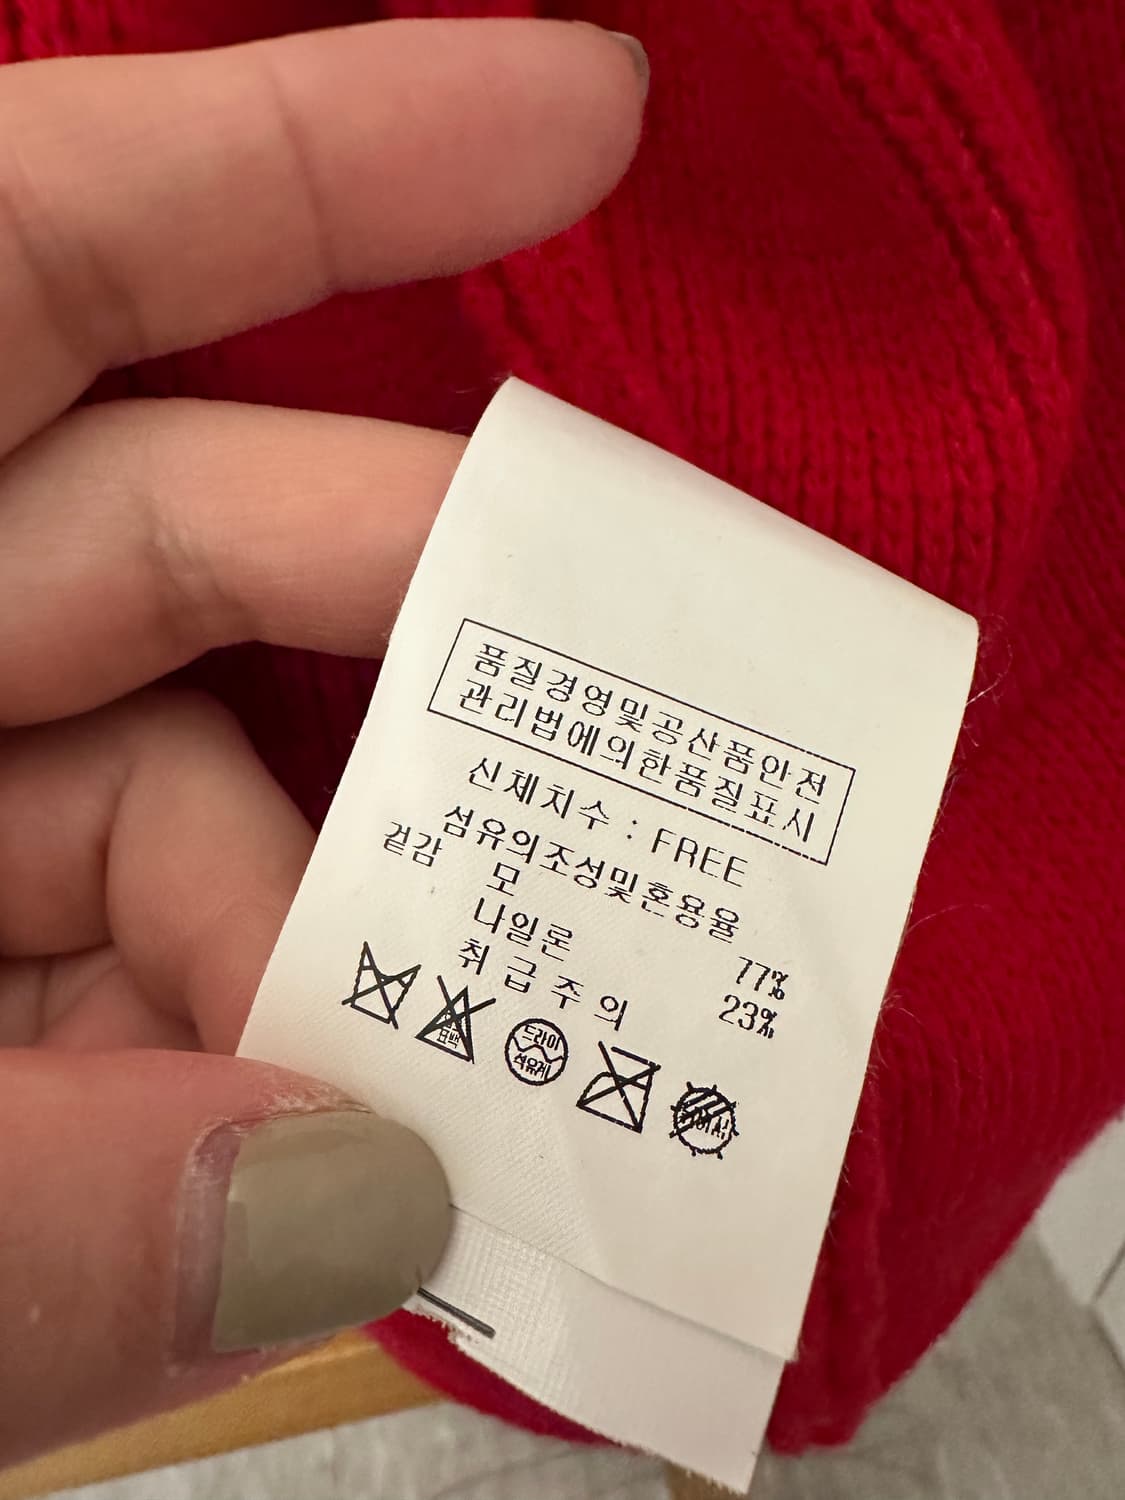 품질경영및공산품안전
관리법에의한품질표시
신체치수 : FREE
섬유의조성및혼용율
겉감 모 77%
나일론 23%
취급주의
표백
드라이
석유계